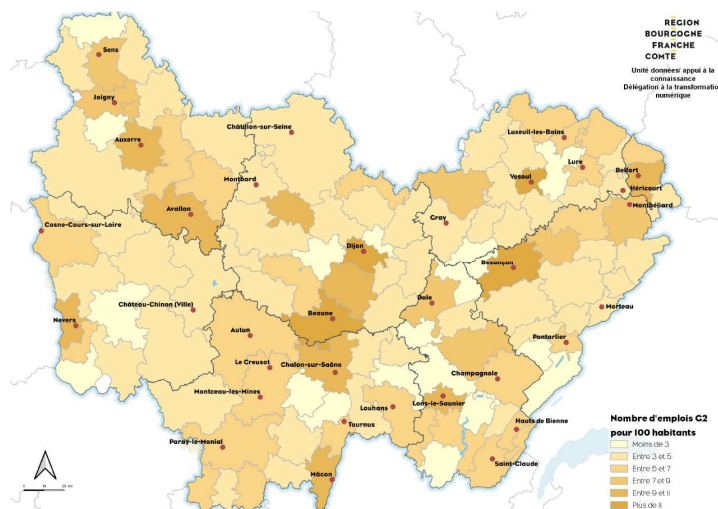 REGION
BOURGOGNE
FRANCHE
COMTE
Unité données/ appui à la
connaissance
Délégation à la transformatio
numérique
Sens
Joigny
Auxerre
Châtillon-sur-Seine
Luxeuil-les-Bains
Lure
Vesoul
Belfort
Héricourt
Montbéliard
Montbard
Avallon
Gray
Cosne-Cours-sur-Loire
Dijon
Besançon
Dole
Morteau
Château-Chinon (Ville)
Nevers
Beaune
Autun
Pontarlier
Le Creusot
Chalon-sur-Saône
Champagnole
Montceau-les-Mines
Lons-le-Saunier
Louhans
Tournus
Hauts de Bienne
Paray-le-Monial
Saint-Claude
Mâcon
Nombre d'emplois G2
pour 100 habitants
Moins de 3
Entre 3 et 5
Entre 5 et 7
Entre 7 et 9
Entre 9 et 11
Plus de 11